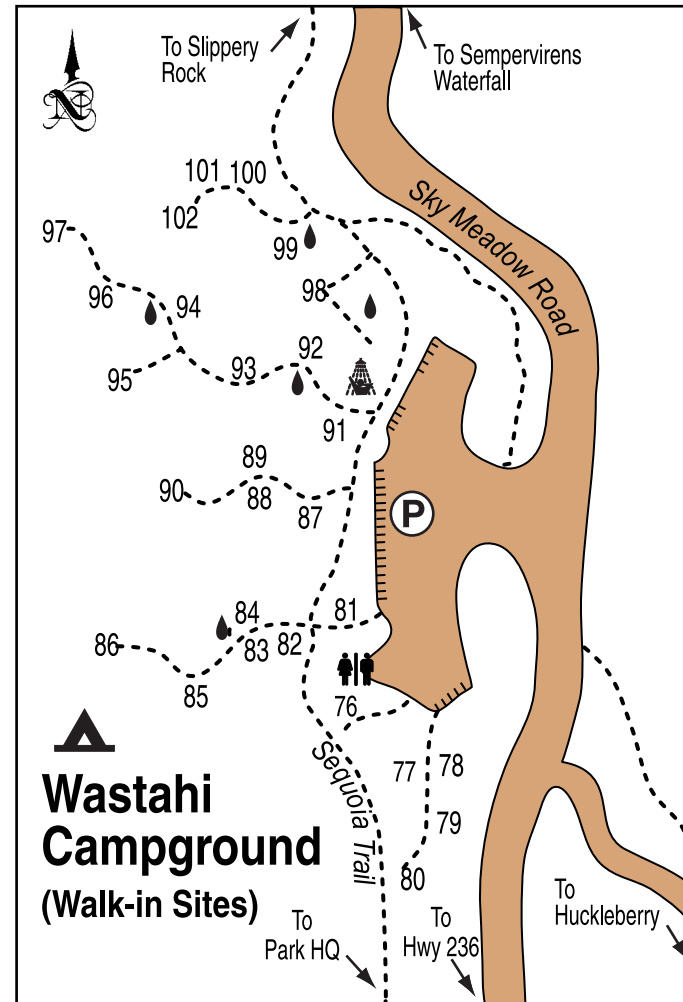 To Slippery
Rock
To Sempervirens
Waterfall
N
101 100
102
97
99
Sky Meadow Road
98
96
94
92
95
93
91
89
90
88
87
P
84
81
86
83
82
85
76
77
78
Sequoia Trail
79
80
Wastahi
Campground
(Walk-in Sites)
To
Park HQ
To
Hwy 236
To
Huckleberry